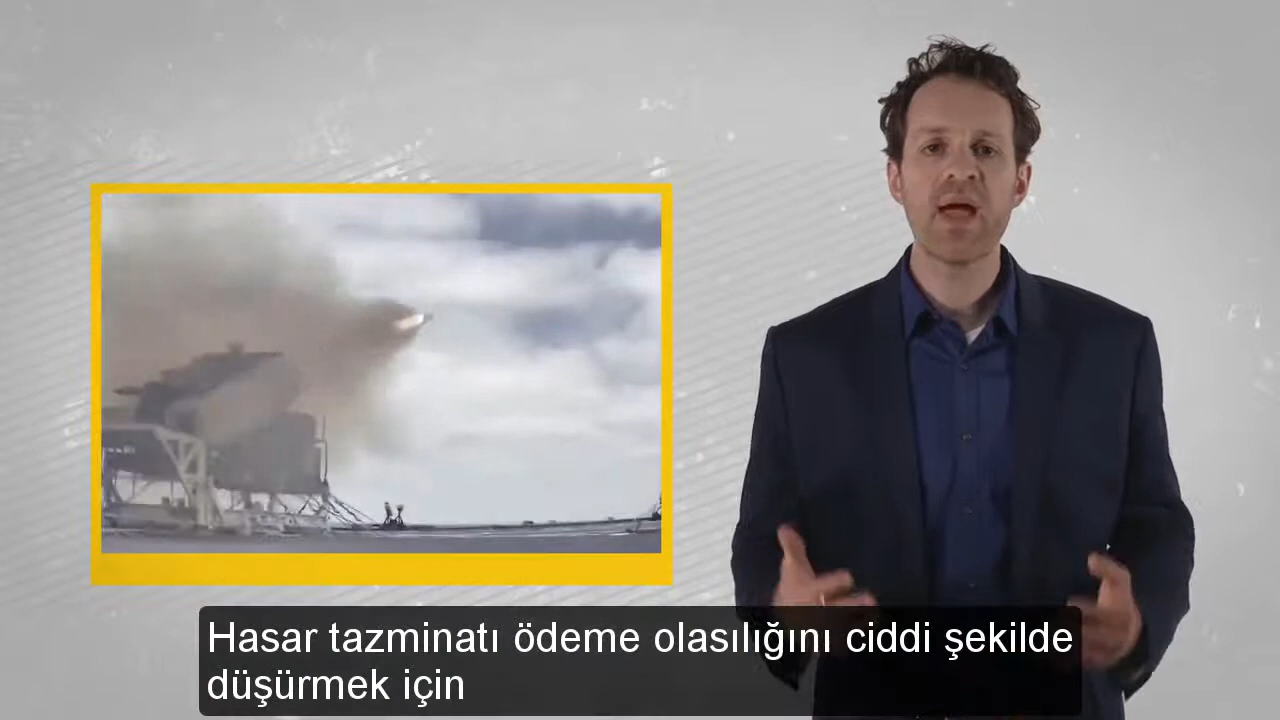 Hasar tazminatı ödeme olasılığını ciddi şekilde
düşürmek için